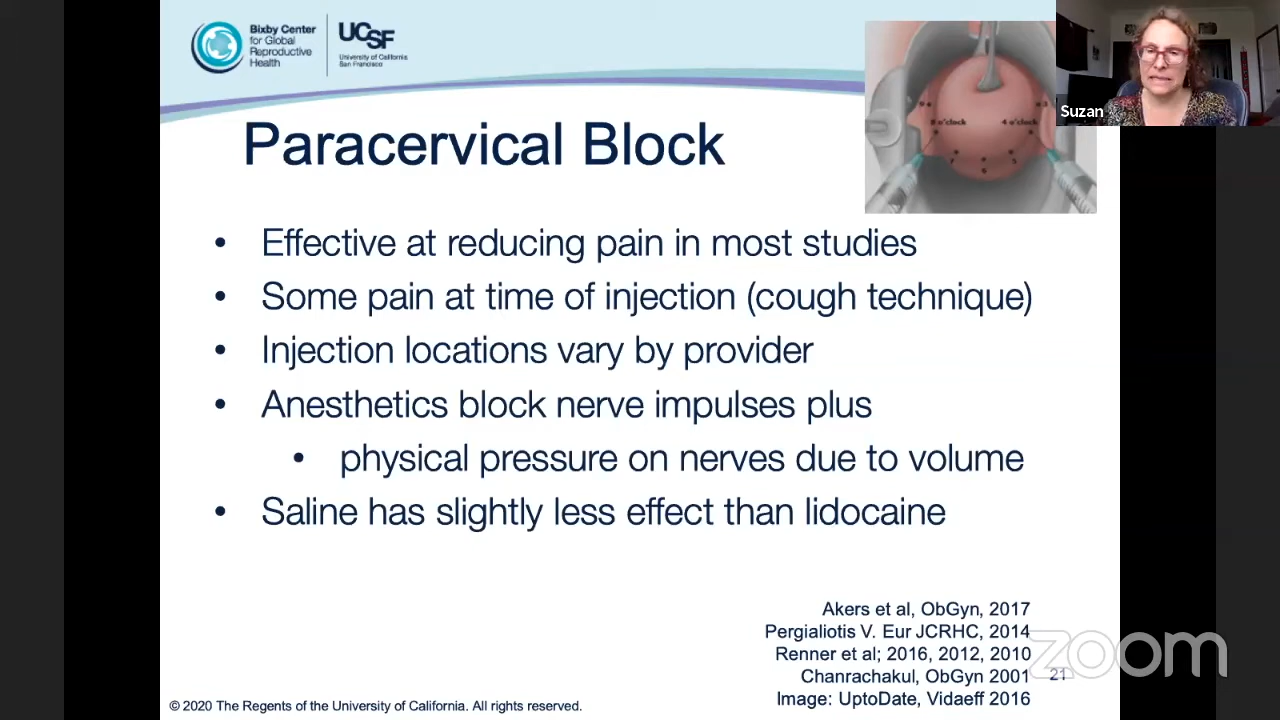 Bixby Center
for Global
Reproductive
Health
UCSF
University of California
San Francisco
Suzan
8 o'clock
4 o'clock
Paracervical Block
• Effective at reducing pain in most studies
• Some pain at time of injection (cough technique)
• Injection locations vary by provider
• Anesthetics block nerve impulses plus
• physical pressure on nerves due to volume
• Saline has slightly less effect than lidocaine
Akers et al, ObGyn, 2017
Pergialiotis V. Eur JCRHC, 2014
Renner et al; 2016, 2012, 2010
Chanrachakul, ObGyn 2001
Image: UptoDate, Vidaeff 2016
21
zoom
© 2020 The Regents of the University of California. All rights reserved.